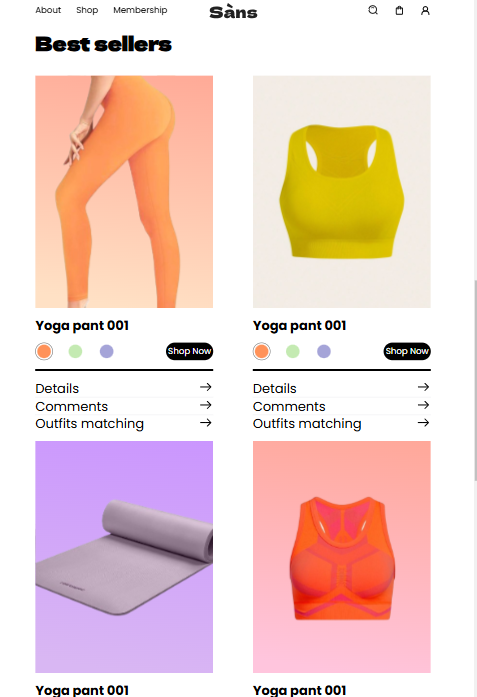 About Shop Membership Sàns
Best sellers
Yoga pant 001 Yoga pant 001
Shop Now Shop Now
Details Details
Comments Comments
Outfits matching Outfits matching
Yoga pant 001 Yoga pant 001